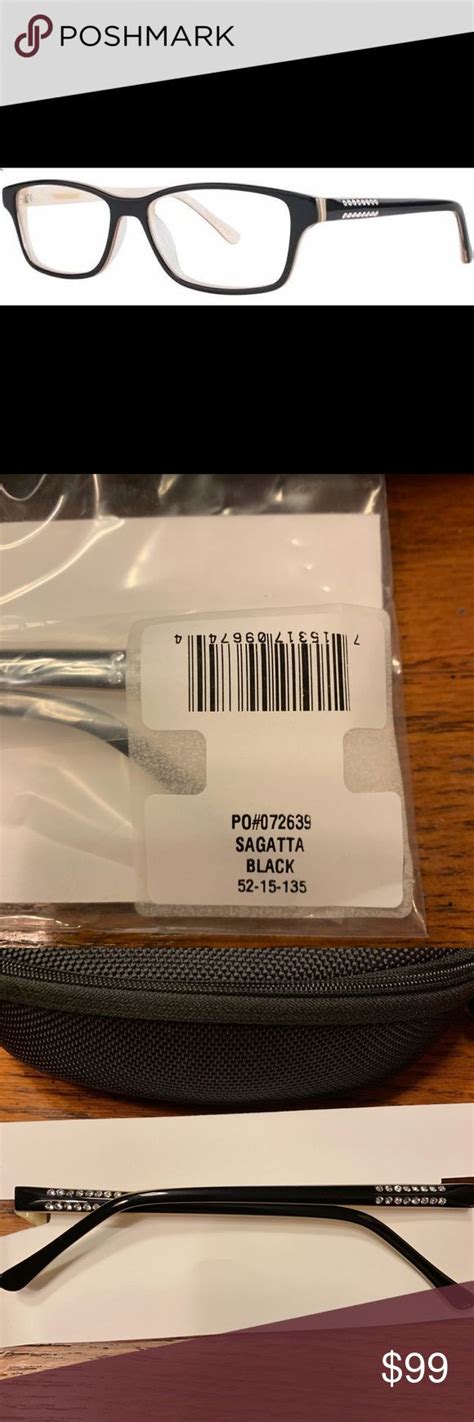 POSHMARK
7 15317 09674 4
PO#072639
SAGATTA
BLACK
52-15-135
$99